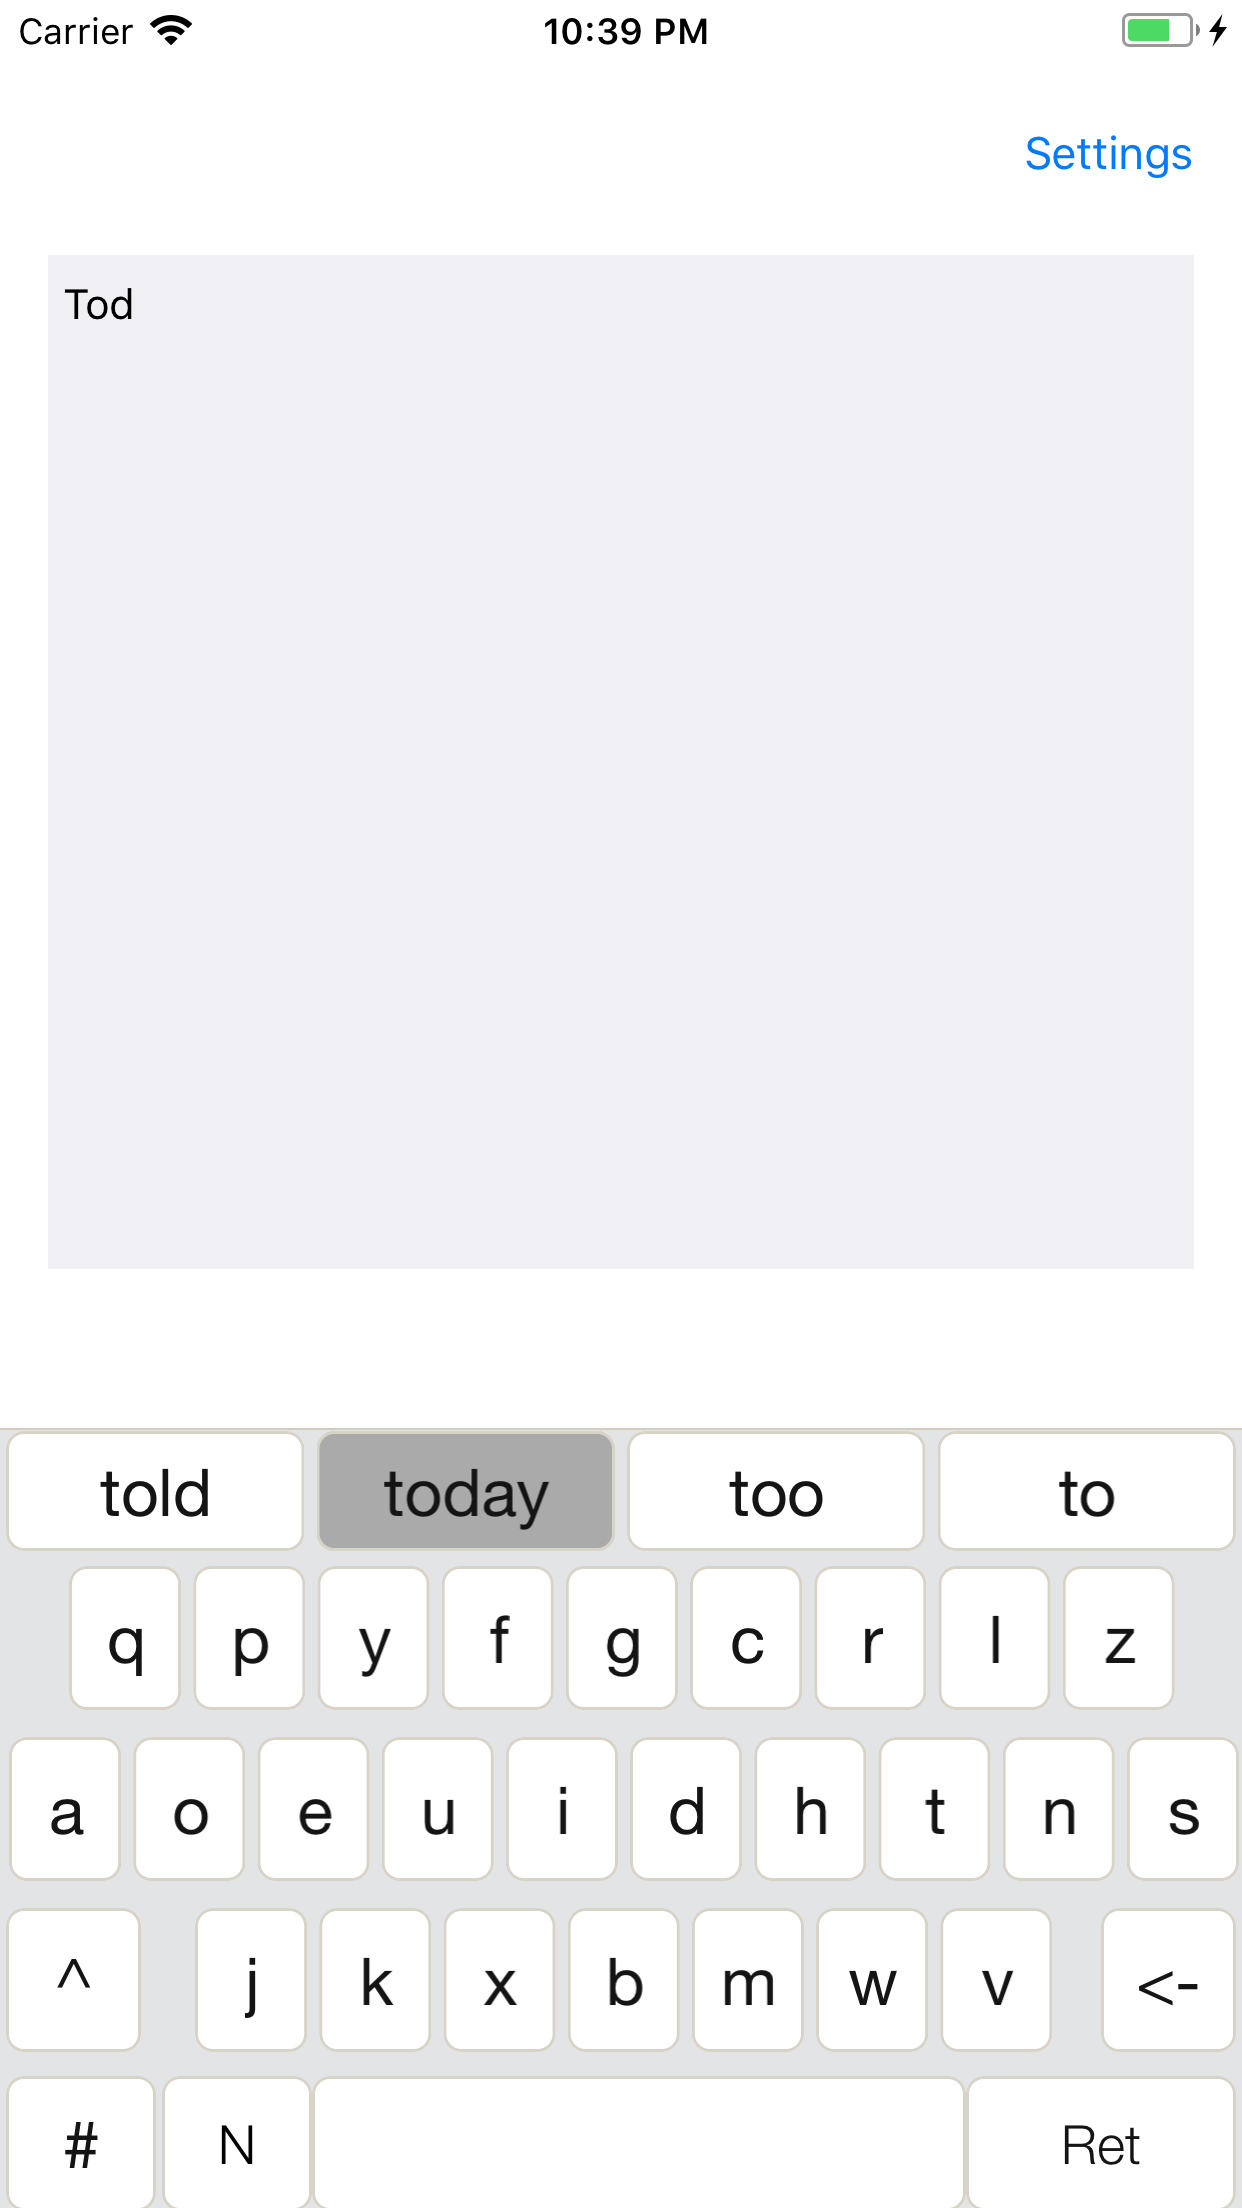 Carrier 10:39 PM
Settings
Tod
told today too to
q p y f g c r l z
a o e u i d h t n s
^ j k x b m w v <-
# N Ret